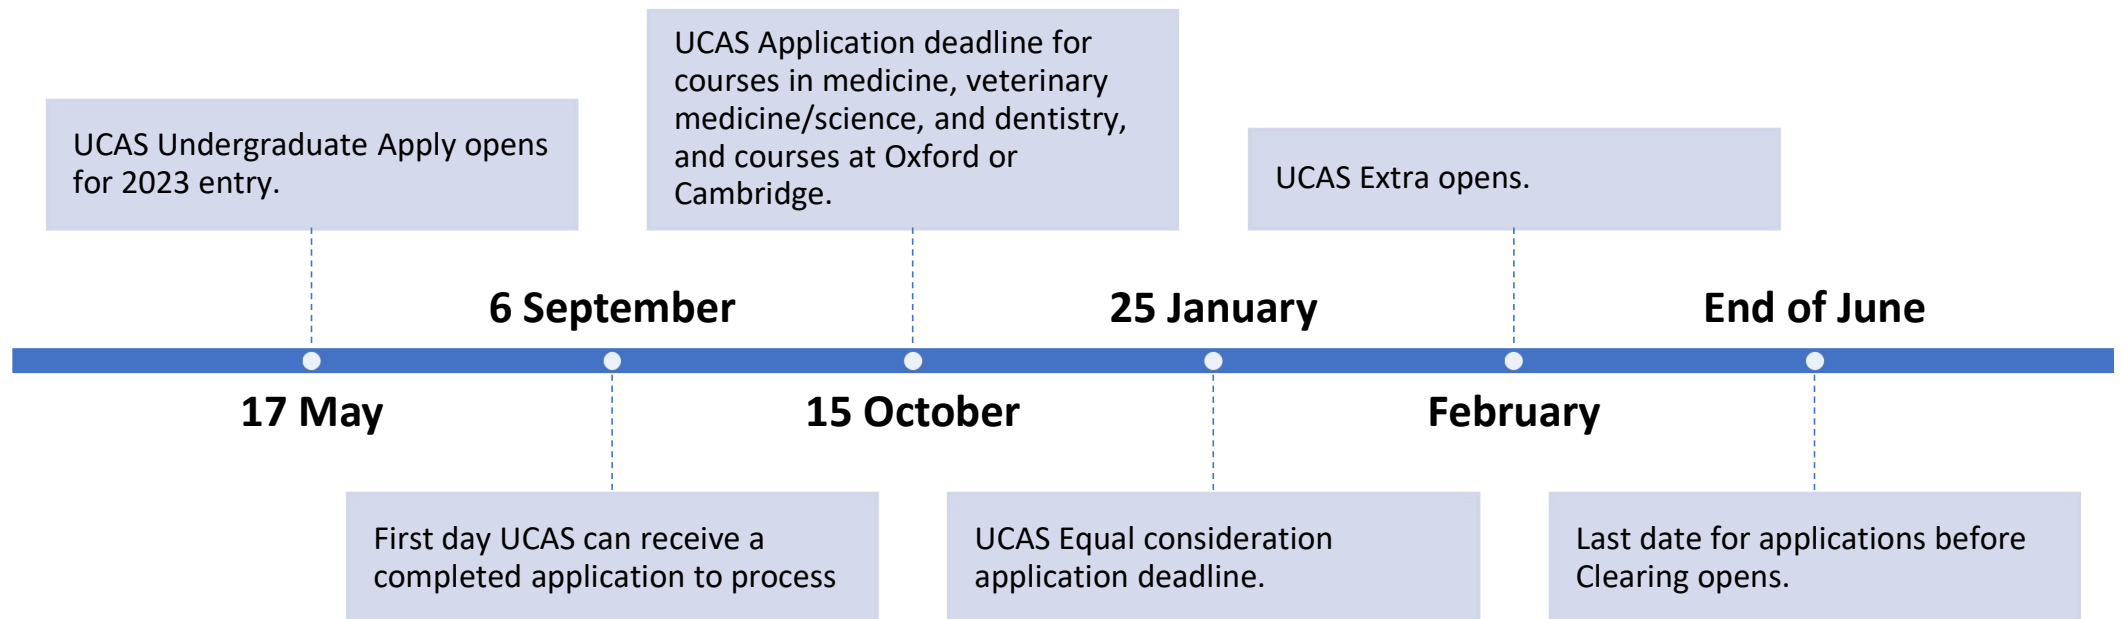 UCAS Undergraduate Apply opens
for 2023 entry.
17 May
6 September
First day UCAS can receive a
completed application to process
UCAS Application deadline for
courses in medicine, veterinary
medicine/science, and dentistry,
and courses at Oxford or
Cambridge.
15 October
25 January
UCAS Equal consideration
application deadline.
UCAS Extra opens.
February
End of June
Last date for applications before
Clearing opens.